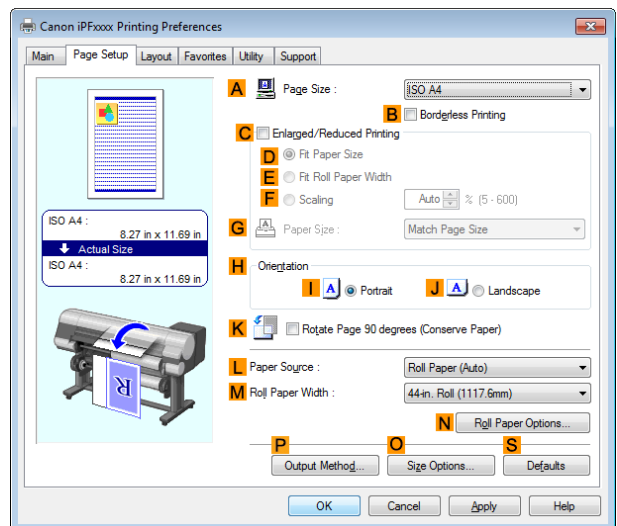 Canon iPFxxxx Printing Preferences
Main Page Setup Layout Favorites Utility Support
A Page Size : ISO A4
B Borderless Printing
C Enlarged/Reduced Printing
D Fit Paper Size
E Fit Roll Paper Width
F Scaling Auto % (5 - 600)
G A Paper Size : Match Page Size
ISO A4 :
8.27 in x 11.69 in
Actual Size
ISO A4 :
8.27 in x 11.69 in
H Orientation
I A Portrait J A Landscape
K Rotate Page 90 degrees (Conserve Paper)
R
L Paper Source : Roll Paper (Auto)
M Roll Paper Width : 44-in. Roll (1117.6mm)
N Roll Paper Options...
P O S
Output Method... Size Options... Defaults
OK Cancel Apply Help